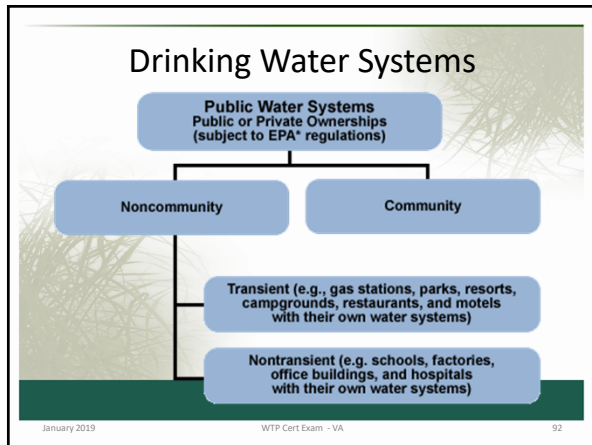 Drinking Water Systems
Public Water Systems
Public or Private Ownerships
(subject to EPA* regulations)
Noncommunity
Community
Transient (e.g., gas stations, parks, resorts,
campgrounds, restaurants, and motels
with their own water systems)
Nontransient (e.g. schools, factories,
office buildings, and hospitals
with their own water systems)
January 2019
WTP Cert Exam - VA
92